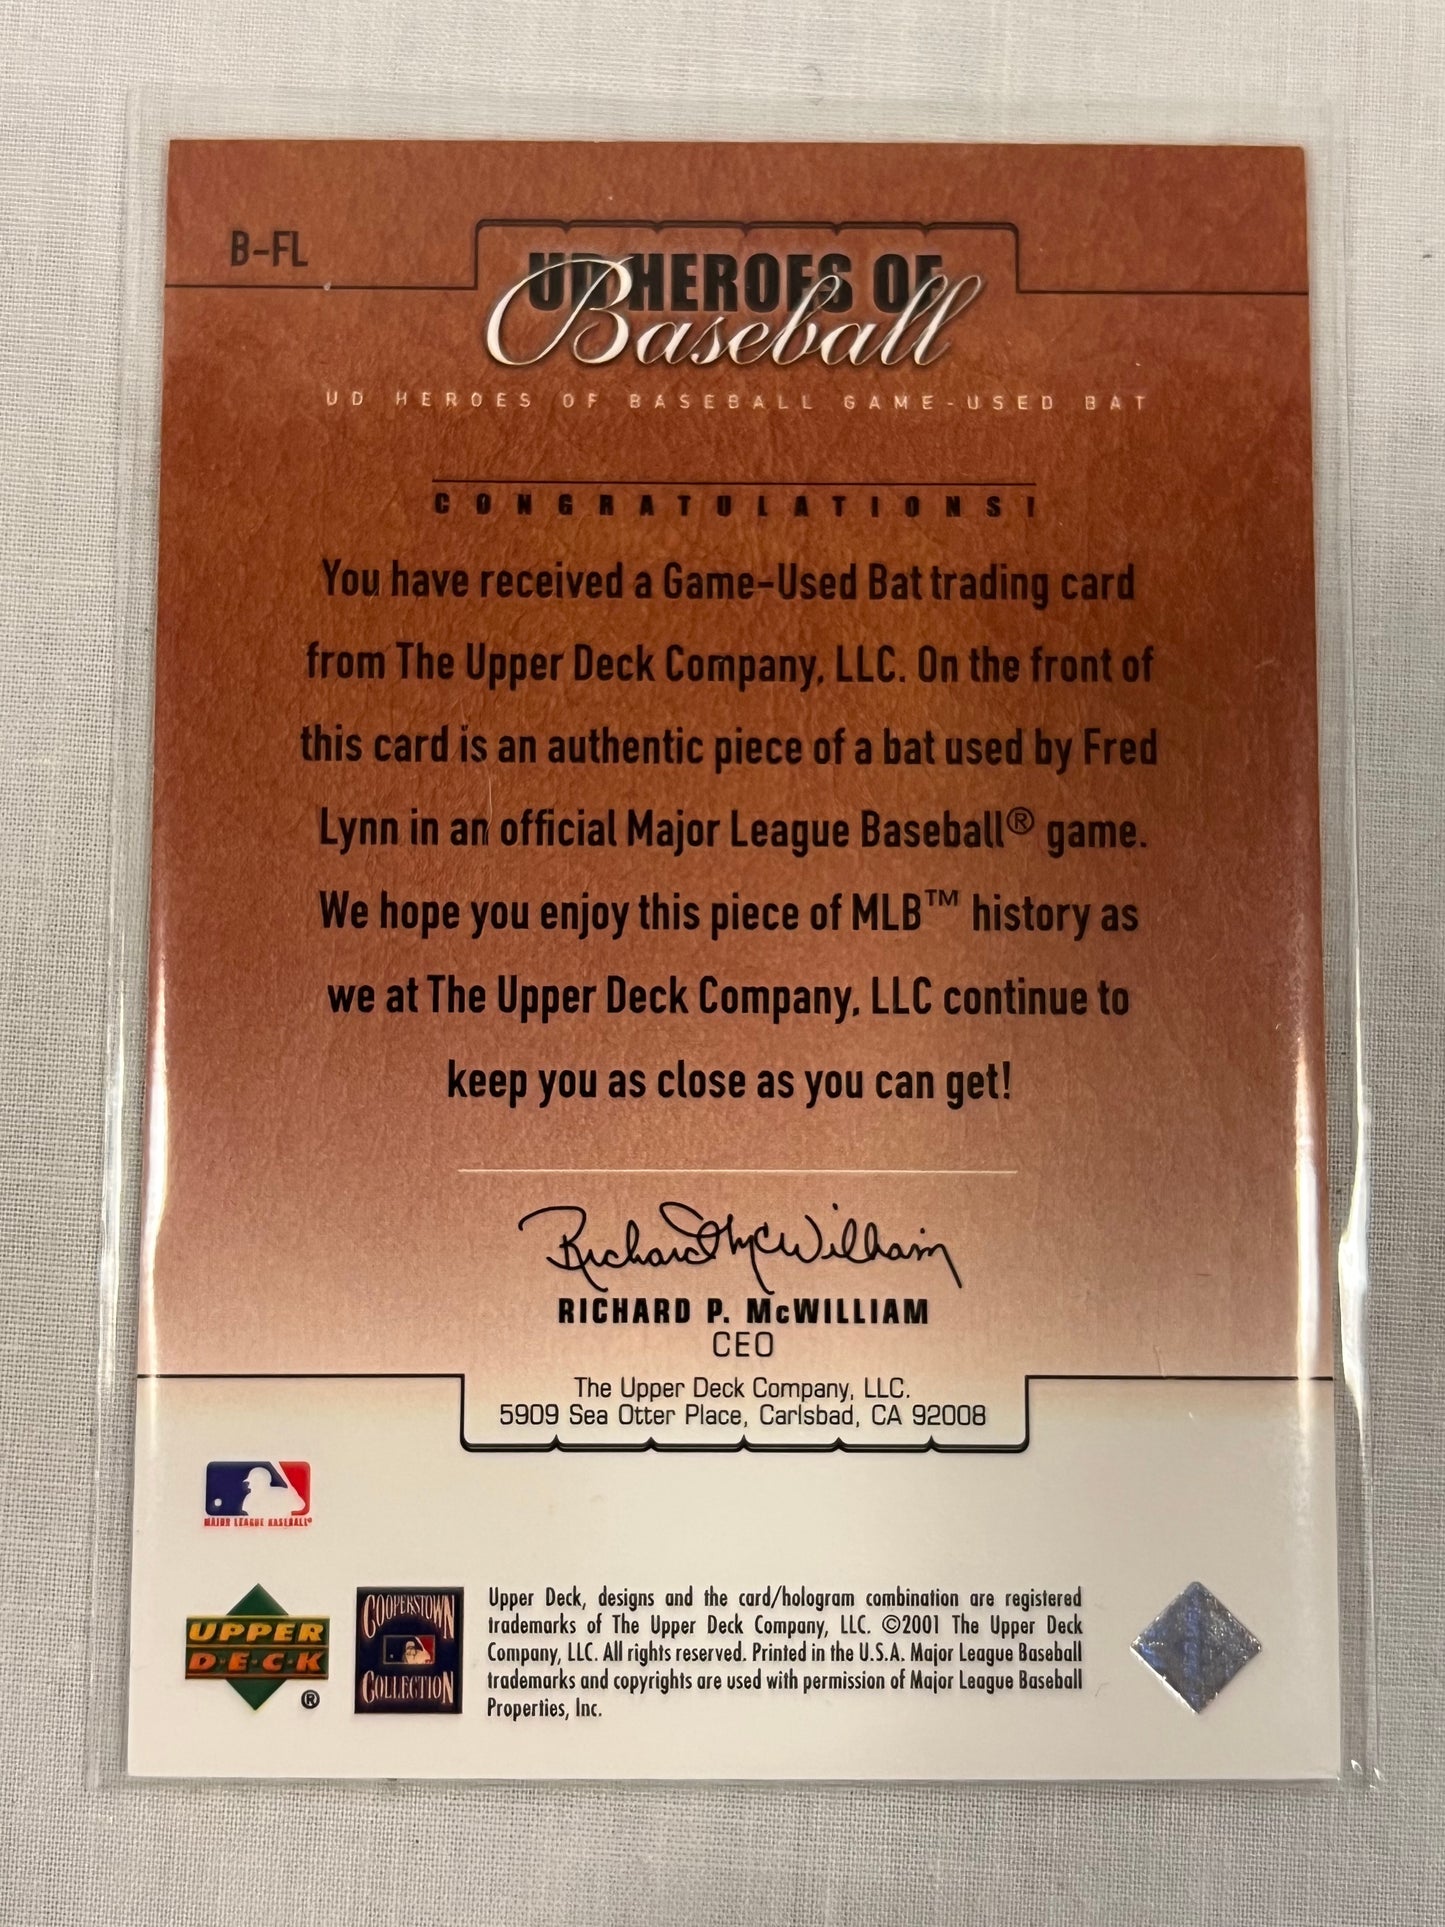 B-FL
UD HEROES OF
Baseball
UD HEROES OF BASEBALL GAME-USED BAT
CONGRATULATIONS!
You have received a Game-Used Bat trading card
from The Upper Deck Company, LLC. On the front of
this card is an authentic piece of a bat used by Fred
Lynn in an official Major League Baseball® game.
We hope you enjoy this piece of MLB™ history as
we at The Upper Deck Company, LLC continue to
keep you as close as you can get!
Richard P. McWilliam
RICHARD P. McWILLIAM
CEO
The Upper Deck Company, LLC.
5909 Sea Otter Place, Carlsbad, CA 92008
MAJOR LEAGUE BASEBALL®
UPPER
DECK
®
COOPERSTOWN
COLLECTION
Upper Deck, designs and the card/hologram combination are registered
trademarks of The Upper Deck Company, LLC. ©2001 The Upper Deck
Company, LLC. All rights reserved. Printed in the U.S.A. Major League Baseball
trademarks and copyrights are used with permission of Major League Baseball
Properties, Inc.